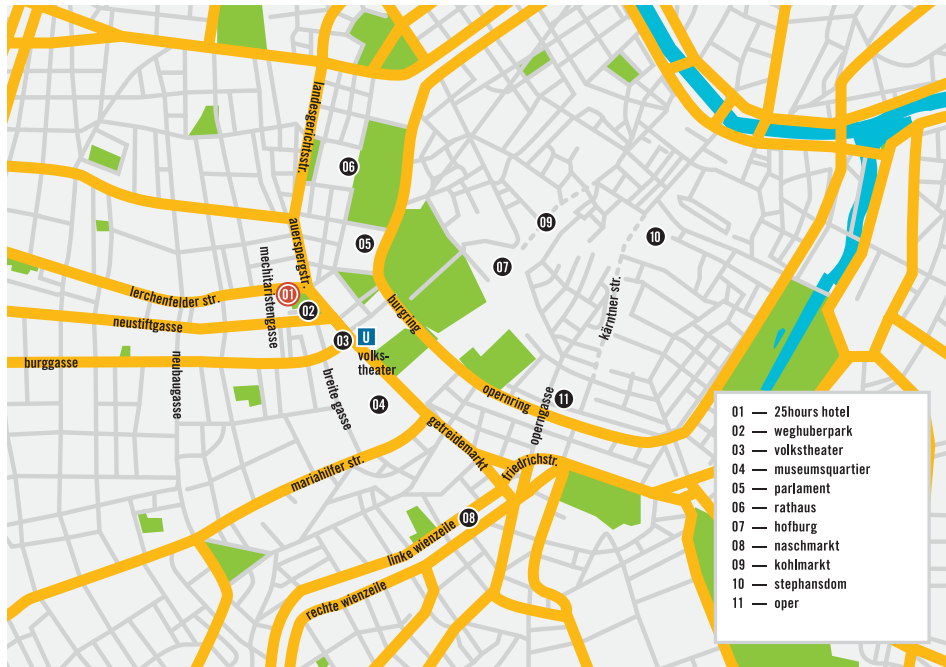 landesgerichtsstr.
06
09
10
auerspergstr.
05
07
mechitaristengasse
01
lerchenfelder str.
02
kärntner str.
burgring
neustiftgasse
U
03
volks-
theater
burggasse
neubaugasse
breite gasse
04
opernring
11
operngasse
getreidemarkt
friedrichstr.
mariahilfer str.
08
linke wienzeile
rechte wienzeile
01 — 25hours hotel
02 — weghuberpark
03 — volkstheater
04 — museumsquartier
05 — parlament
06 — rathaus
07 — hofburg
08 — naschmarkt
09 — kohlmarkt
10 — stephansdom
11 — oper